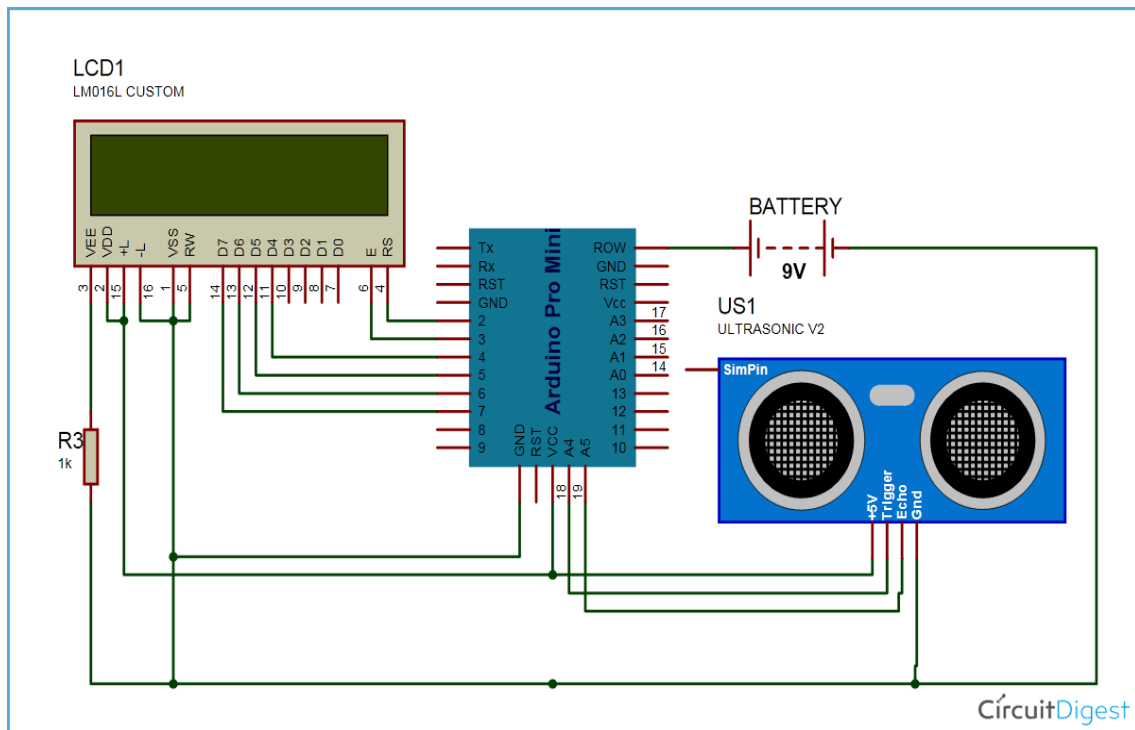 LCD1
LM016L CUSTOM
VEE
VDD
+L
-L
VSS
RW
D7
D6
D5
D4
D3
D2
D1
D0
E
RS
3
2
15
16
1
5
14
13
12
11
10
9
8
7
6
4
R3
1k
Arduino Pro Mini
Tx
Rx
RST
GND
2
3
4
5
6
7
8
9
ROW
GND
RST
Vcc
A3
A2
A1
A0
13
12
11
10
17
16
15
14
GND
RST
VCC
A4
A5
18
19
BATTERY
9V
US1
ULTRASONIC V2
SimPin
+5V
Trigger
Echo
Gnd
CircuitDigest